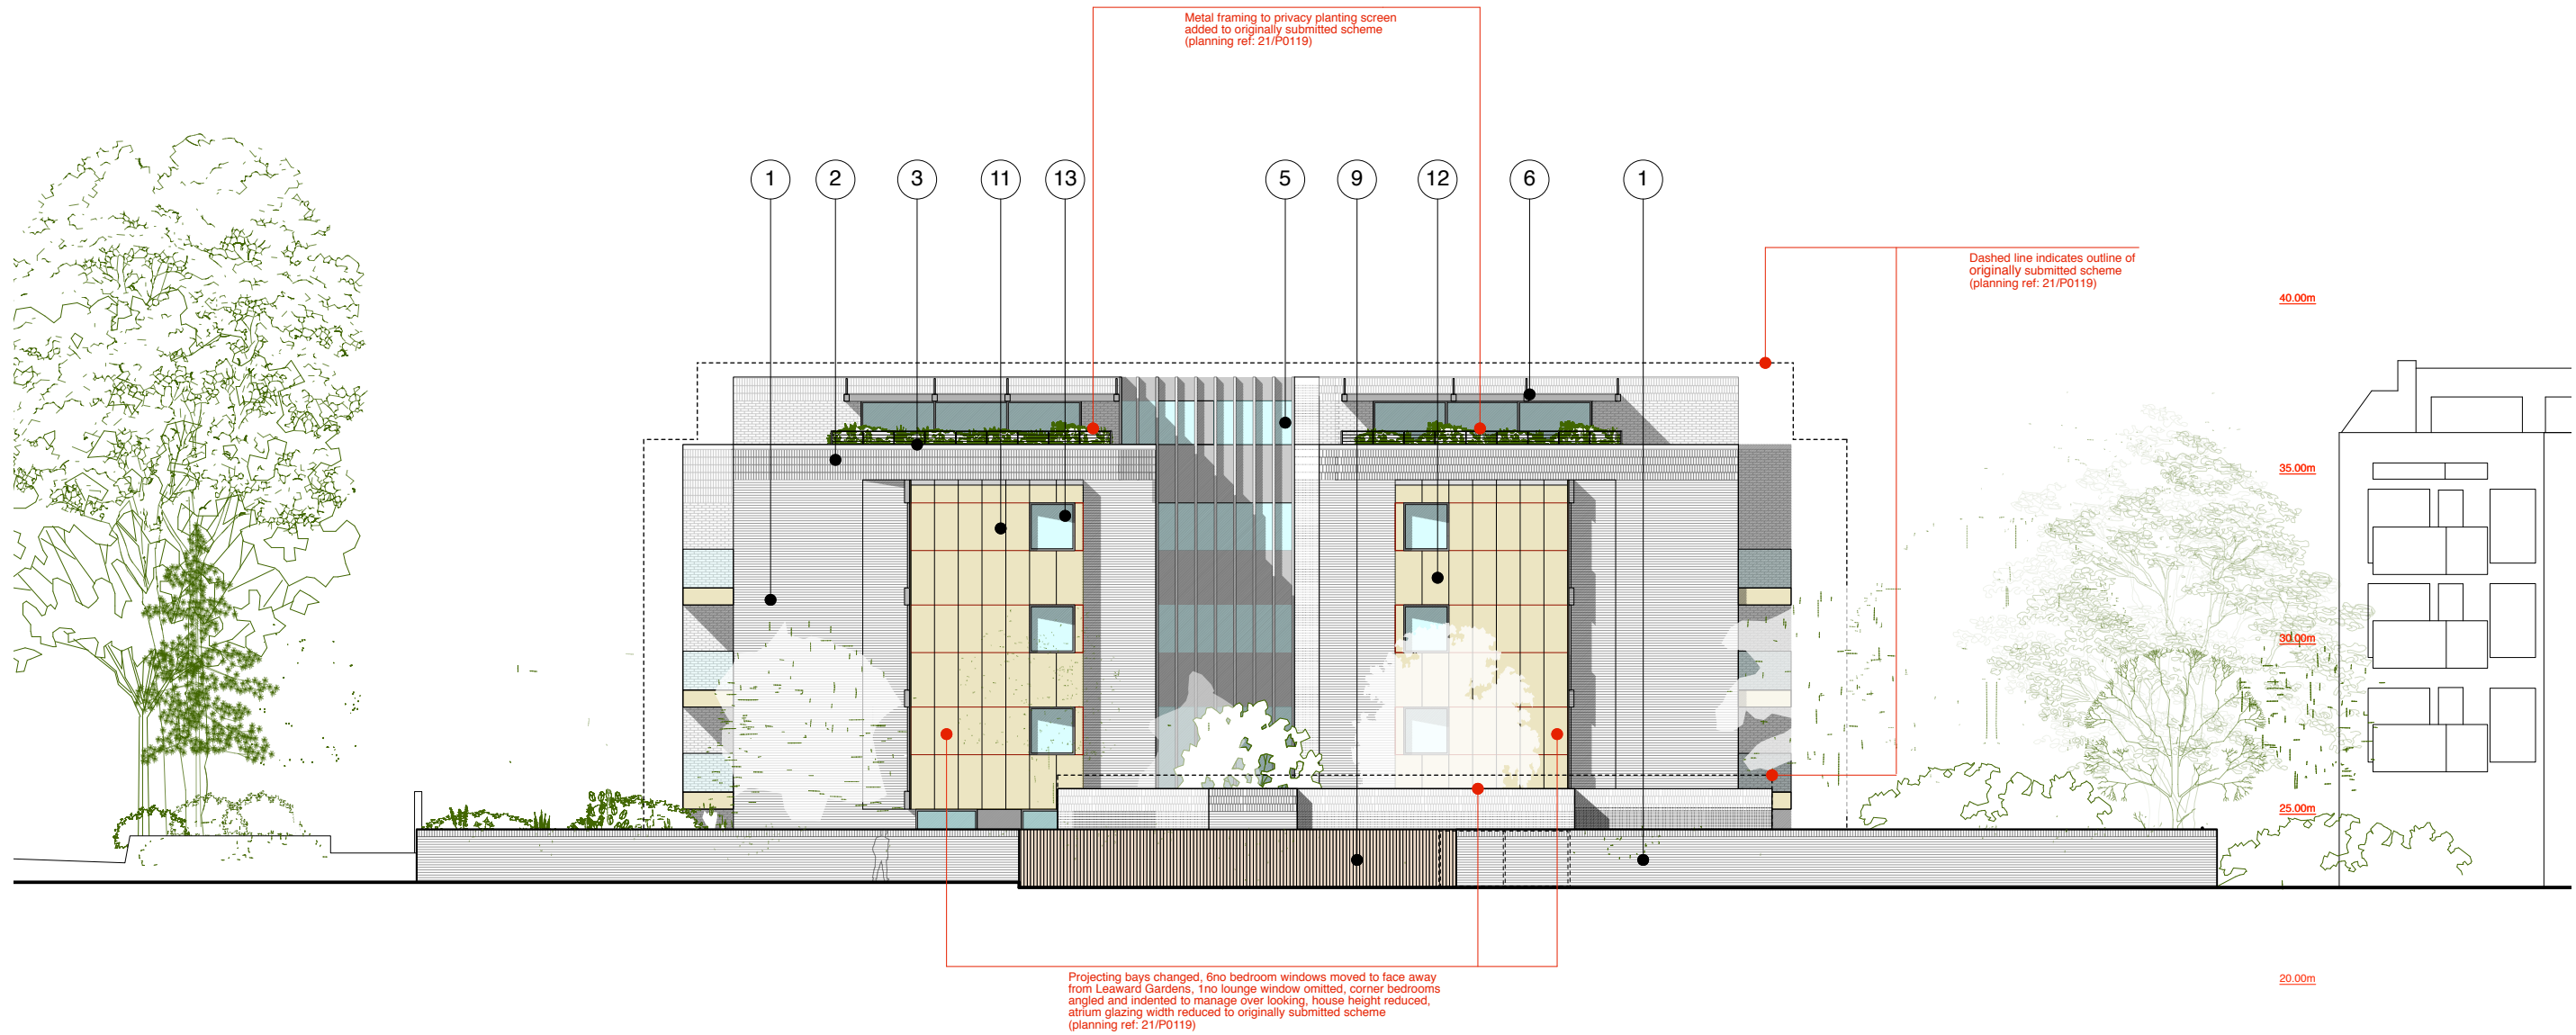 Metal framing to privacy planting screen
added to originally submitted scheme
(planning ref: 21/P0119)
1 2 3 11 13 5 9 12 6 1
Dashed line indicates outline of
originally submitted scheme
(planning ref: 21/P0119)
40.00m
35.00m
30.00m
25.00m
20.00m
Projecting bays changed, 6no bedroom windows moved to face away
from Leaward Gardens, 1no lounge window omitted, corner bedrooms
angled and indented to manage over looking, house height reduced,
atrium glazing width reduced to originally submitted scheme
(planning ref: 21/P0119)